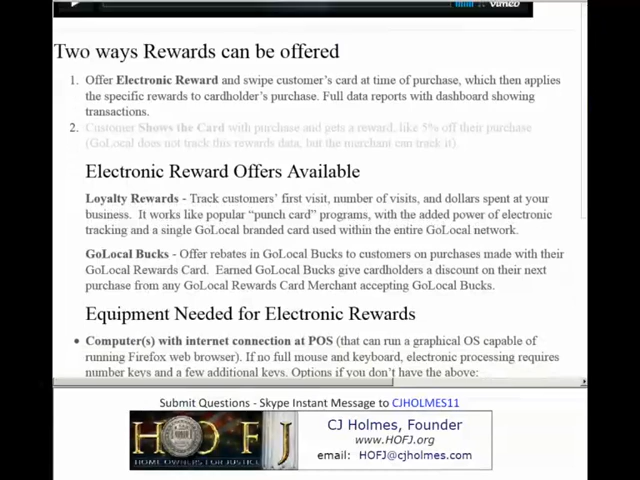 vimeo
Two ways Rewards can be offered
1. Offer Electronic Reward and swipe customer's card at time of purchase, which then applies
the specific rewards to cardholder's purchase. Full data reports with dashboard showing
transactions.
2. Customer Shows the Card with purchase and gets a reward, like 5% off their purchase
(GoLocal does not track this rewards data, but the merchant can track it).
Electronic Reward Offers Available
Loyalty Rewards - Track customers' first visit, number of visits, and dollars spent at your
business. It works like popular "punch card" programs, with the added power of electronic
tracking and a single GoLocal branded card used within the entire GoLocal network.
GoLocal Bucks - Offer rebates in GoLocal Bucks to customers on purchases made with their
GoLocal Rewards Card. Earned GoLocal Bucks give cardholders a discount on their next
purchase from any GoLocal Rewards Card Merchant accepting GoLocal Bucks.
Equipment Needed for Electronic Rewards
• Computer(s) with internet connection at POS (that can run a graphical OS capable of
running Firefox web browser). If no full mouse and keyboard, electronic processing requires
number keys and a few additional keys. Options if you don't have the above:
Submit Questions - Skype Instant Message to CJHOLMES11
HOFJ
HOME OWNERS FOR JUSTICE
CJ Holmes, Founder
www.HOFJ.org
email: HOFJ@cjholmes.com